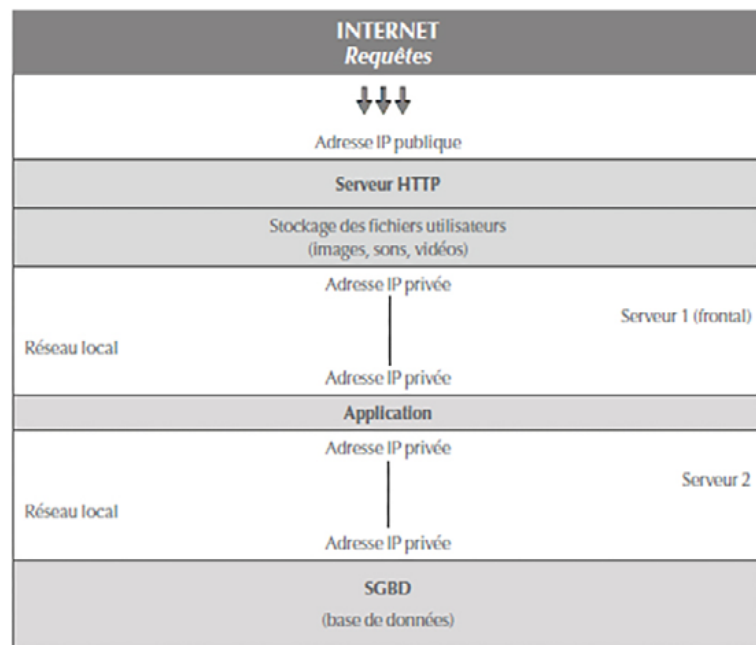 INTERNET
Requêtes
Adresse IP publique
Serveur HTTP
Stockage des fichiers utilisateurs
(images, sons, vidéos)
Adresse IP privée
Serveur 1 (frontal)
Réseau local
Adresse IP privée
Application
Adresse IP privée
Serveur 2
Réseau local
Adresse IP privée
SGBD
(base de données)